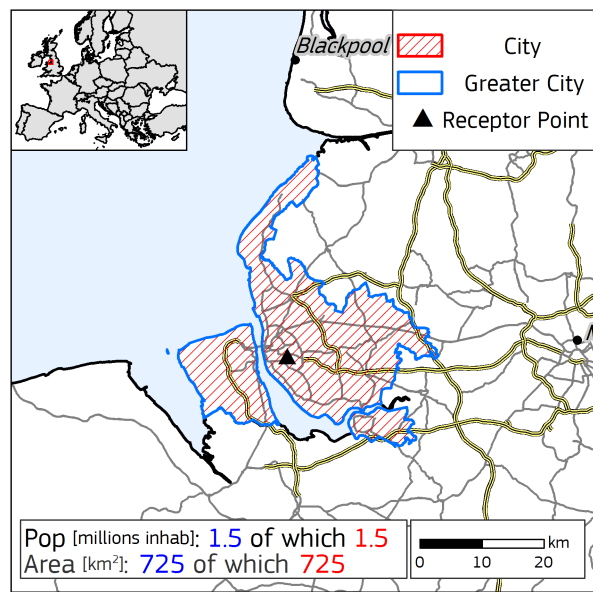 Blackpool
City
Greater City
Receptor Point
Pop [millions inhab]: 1.5 of which 1.5
Area [km²]: 725 of which 725
km
0 10 20